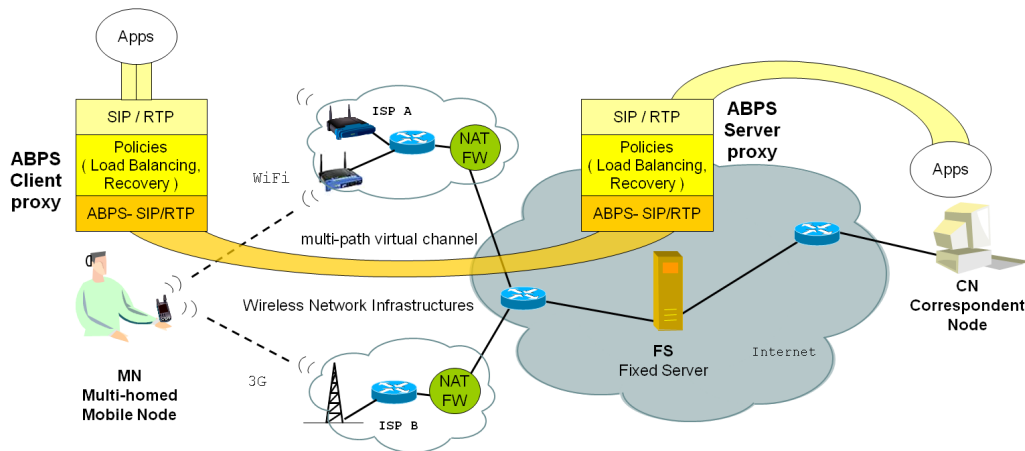 Apps
SIP / RTP
Policies
( Load Balancing,
Recovery )
ABPS- SIP/RTP
ABPS
Client
proxy
ISP A
NAT
FW
WiFi
SIP / RTP
Policies
( Load Balancing,
Recovery )
ABPS- SIP/RTP
ABPS
Server
proxy
Apps
multi-path virtual channel
Wireless Network Infrastructures
MN
Multi-homed
Mobile Node
3G
NAT
FW
ISP B
FS
Fixed Server
Internet
CN
Correspondent
Node